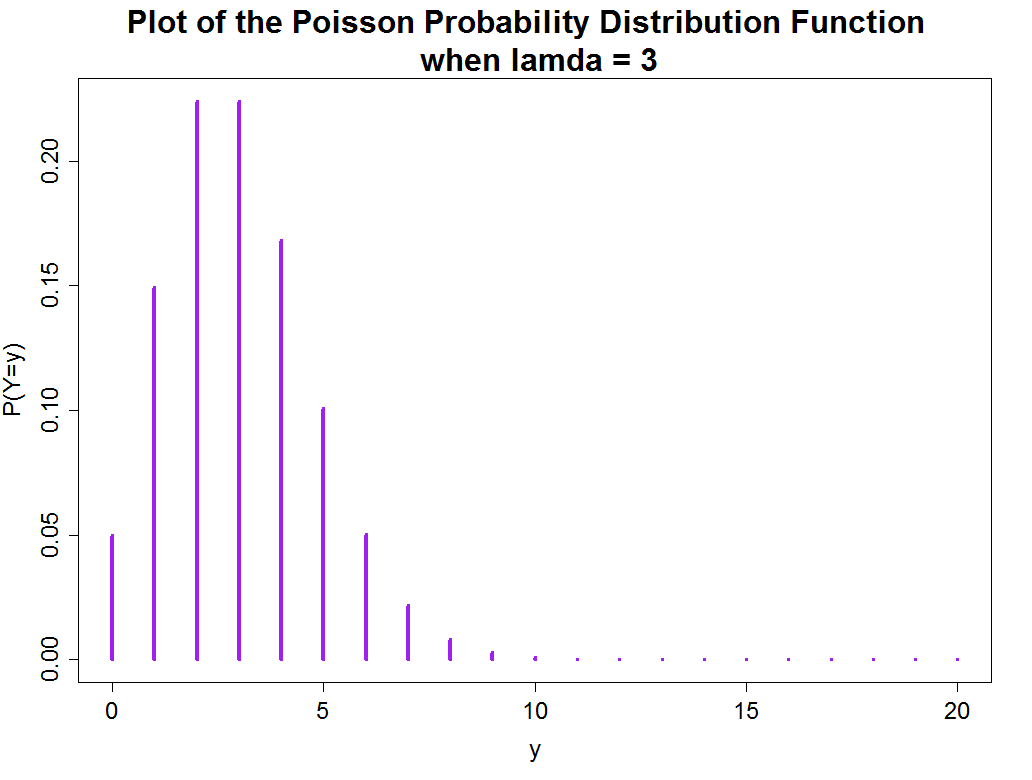 Plot of the Poisson Probability Distribution Function
when lamda = 3
P(Y=y)
0.20
0.15
0.10
0.05
0.00
0 5 10 15 20
y